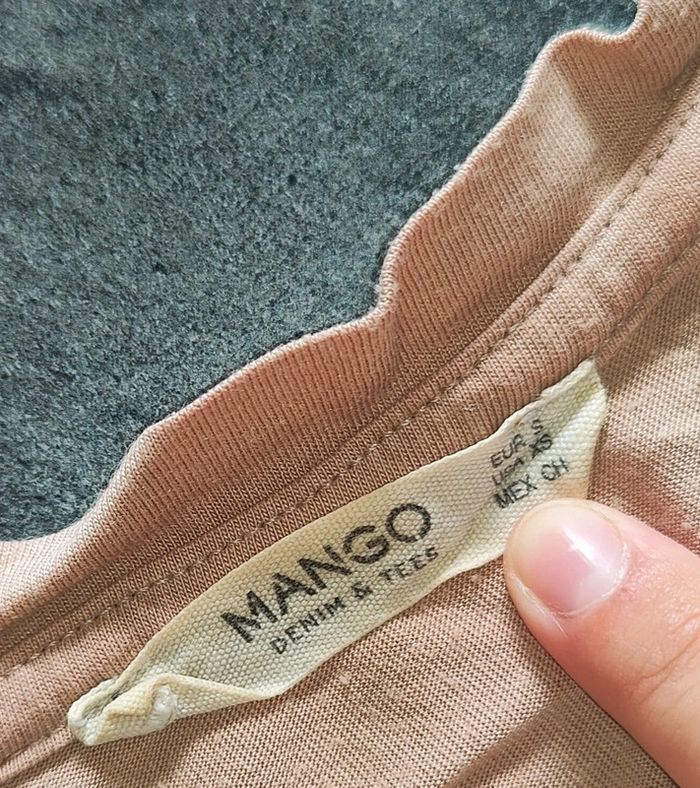 MANGO
DENIM & TEES
EUR S
USA XS
MEX CH